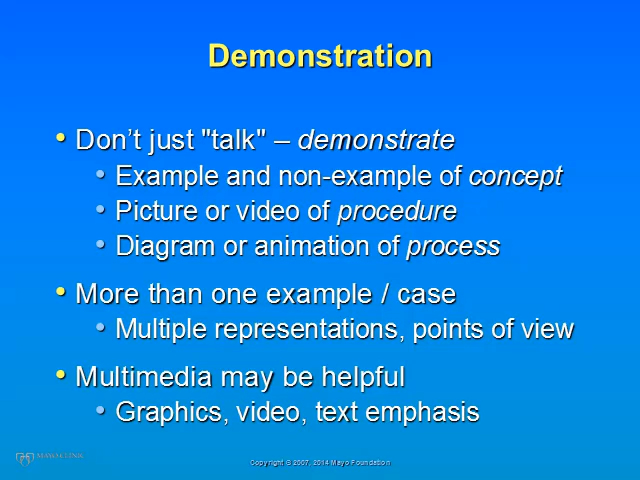 Demonstration
• Don’t just "talk" – demonstrate
• Example and non-example of concept
• Picture or video of procedure
• Diagram or animation of process
• More than one example / case
• Multiple representations, points of view
• Multimedia may be helpful
• Graphics, video, text emphasis
MAYO CLINIC
Copyright © 2007, 2014 Mayo Foundation